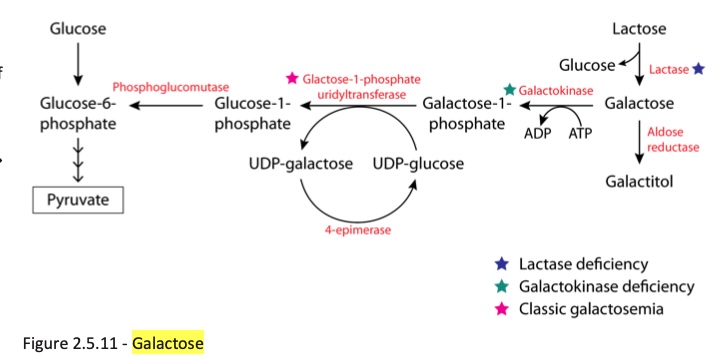 Glucose
Lactose
Glucose
Lactase
Phosphoglucomutase
Glactose-1-phosphate
uridyltransferase
Galactokinase
Glucose-6-
phosphate
Glucose-1-
phosphate
Galactose-1-
phosphate
Galactose
ADP
ATP
Aldose
reductase
UDP-galactose
UDP-glucose
Galactitol
Pyruvate
4-epimerase
Lactase deficiency
Galactokinase deficiency
Classic galactosemia
Figure 2.5.11 - Galactose